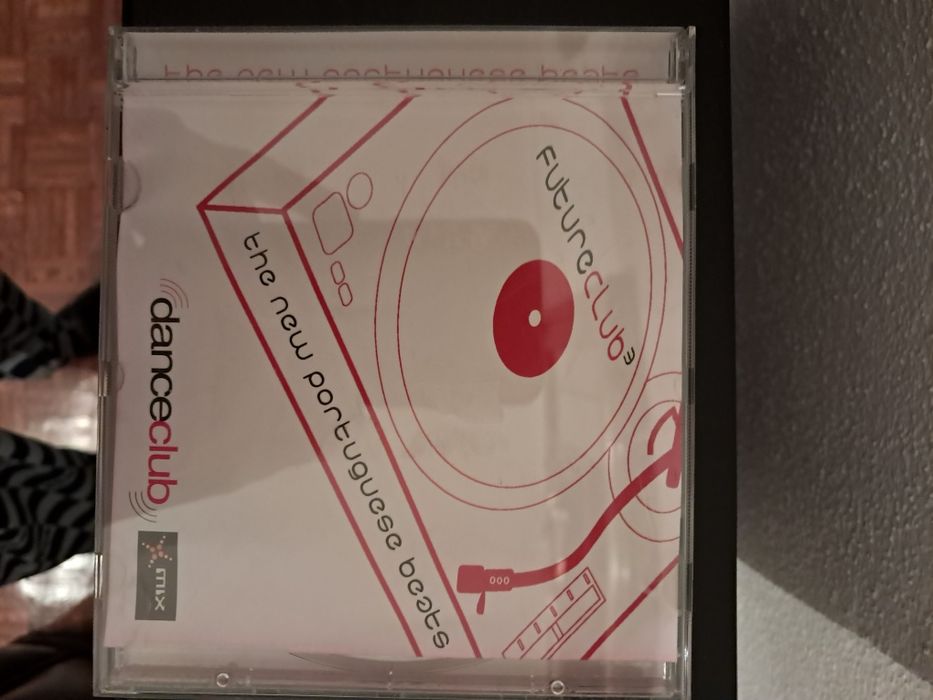 the new portuguese beats
futureclub3
the new portuguese beats
danceclub
mix